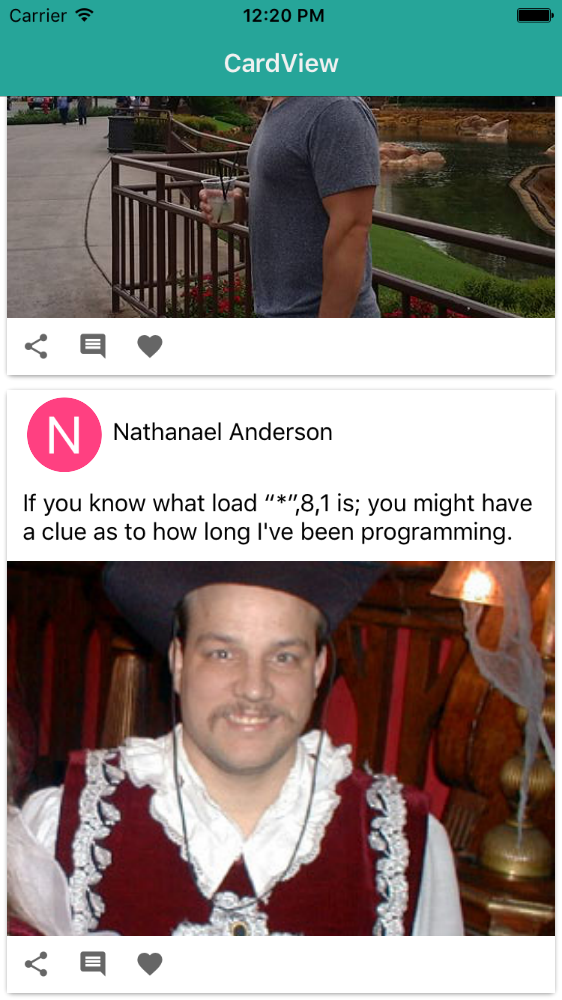 Carrier 12:20 PM
CardView
N
Nathanael Anderson
If you know what load “*”,8,1 is; you might have
a clue as to how long I've been programming.